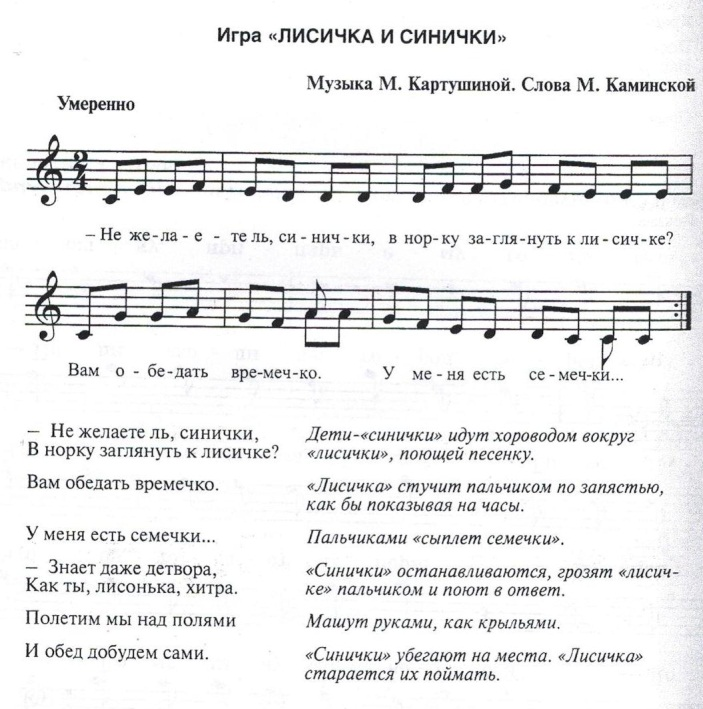 Игра «ЛИСИЧКА И СИНИЧКИ»
Музыка М. Картушиной. Слова М. Каминской
Умеренно
2
4
– Не же-ла - е - те ль, си - нич - ки, в нор-ку за-гля-нуть к ли-сич-ке?
Вам о - бе-дать вре-меч-ко. У ме-ня есть се-меч-ки...
– Не желаете ль, синички,
В норку заглянуть к лисичке?
Дети-«синички» идут хороводом вокруг
«лисички», поющей песенку.
Вам обедать времечко.
«Лисичка» стучит пальчиком по запястью,
как бы показывая на часы.
У меня есть семечки...
Пальчиками «сыплет семечки».
– Знает даже детвора,
Как ты, лисонька, хитра.
«Синички» останавливаются, грозят «лисич-
ке» пальчиком и поют в ответ.
Полетим мы над полями
Машут руками, как крыльями.
И обед добудем сами.
«Синички» убегают на места. «Лисичка»
старается их поймать.